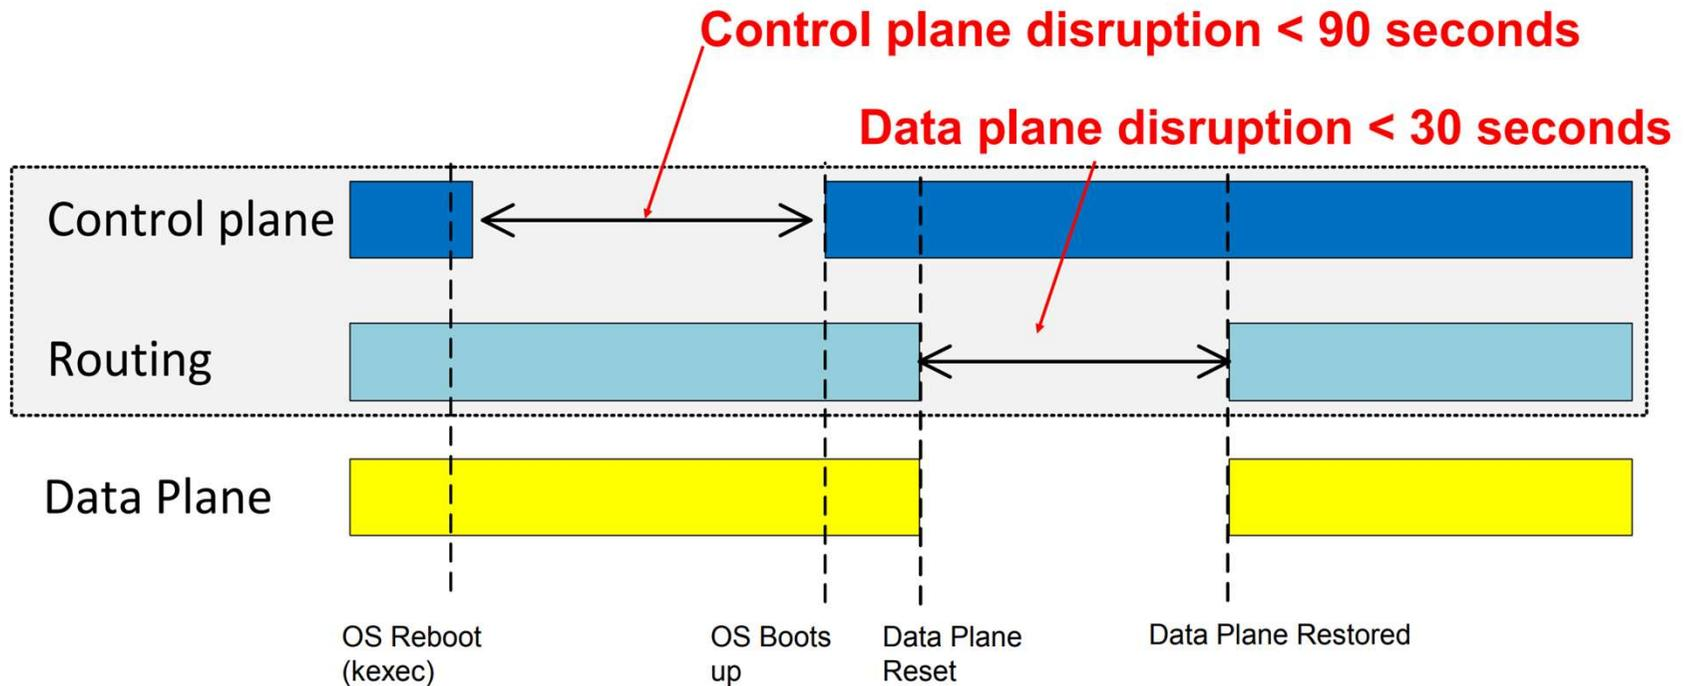 Control plane disruption < 90 seconds
Data plane disruption < 30 seconds
Control plane
Routing
Data Plane
OS Reboot
(kexec)
OS Boots
up
Data Plane
Reset
Data Plane Restored